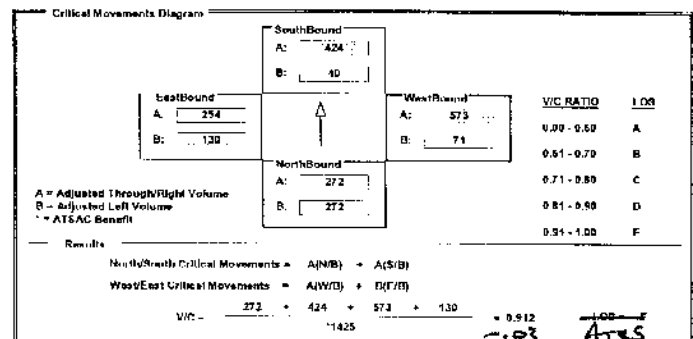 Critical Movements Diagram
SouthBound
A: 424
B: 40
EastBound
A: 254
B: 130
WestBound
A: 573
B: 71
NorthBound
A: 272
B: 272
A = Adjusted Through/Right Volume
B = Adjusted Left Volume
* = ATSAC Benefit
V/C RATIO LOS
0.00 - 0.60 A
0.61 - 0.70 B
0.71 - 0.80 C
0.81 - 0.90 D
0.91 - 1.00 E
Results
North/South Critical Movements = A(N/B) + A(S/B)
West/East Critical Movements = A(W/B) + B(E/B)
V/C = 272 + 424 + 573 + 130 = 0.912
*1425
-.03